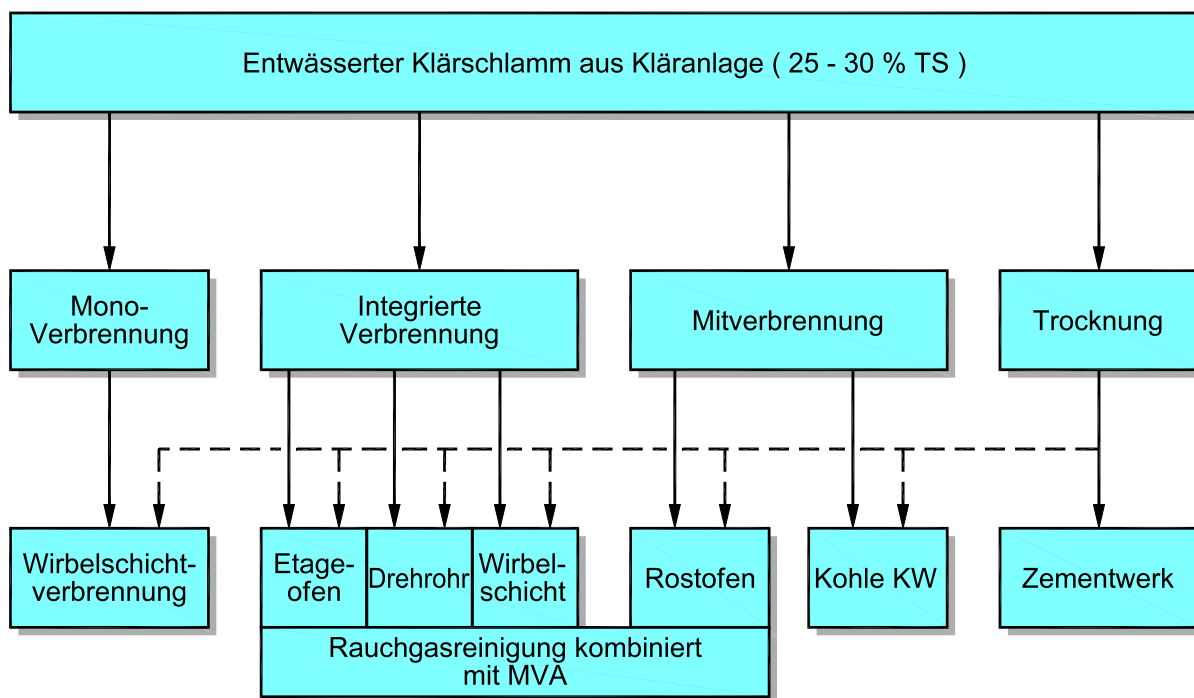 Entwässerter Klärschlamm aus Kläranlage ( 25 - 30 % TS )
Mono-
Verbrennung
Integrierte
Verbrennung
Mitverbrennung
Trocknung
Wirbelschicht-
verbrennung
Etage-
ofen
Drehrohr
Wirbel-
schicht
Rostofen
Kohle KW
Zementwerk
Rauchgasreinigung kombiniert
mit MVA